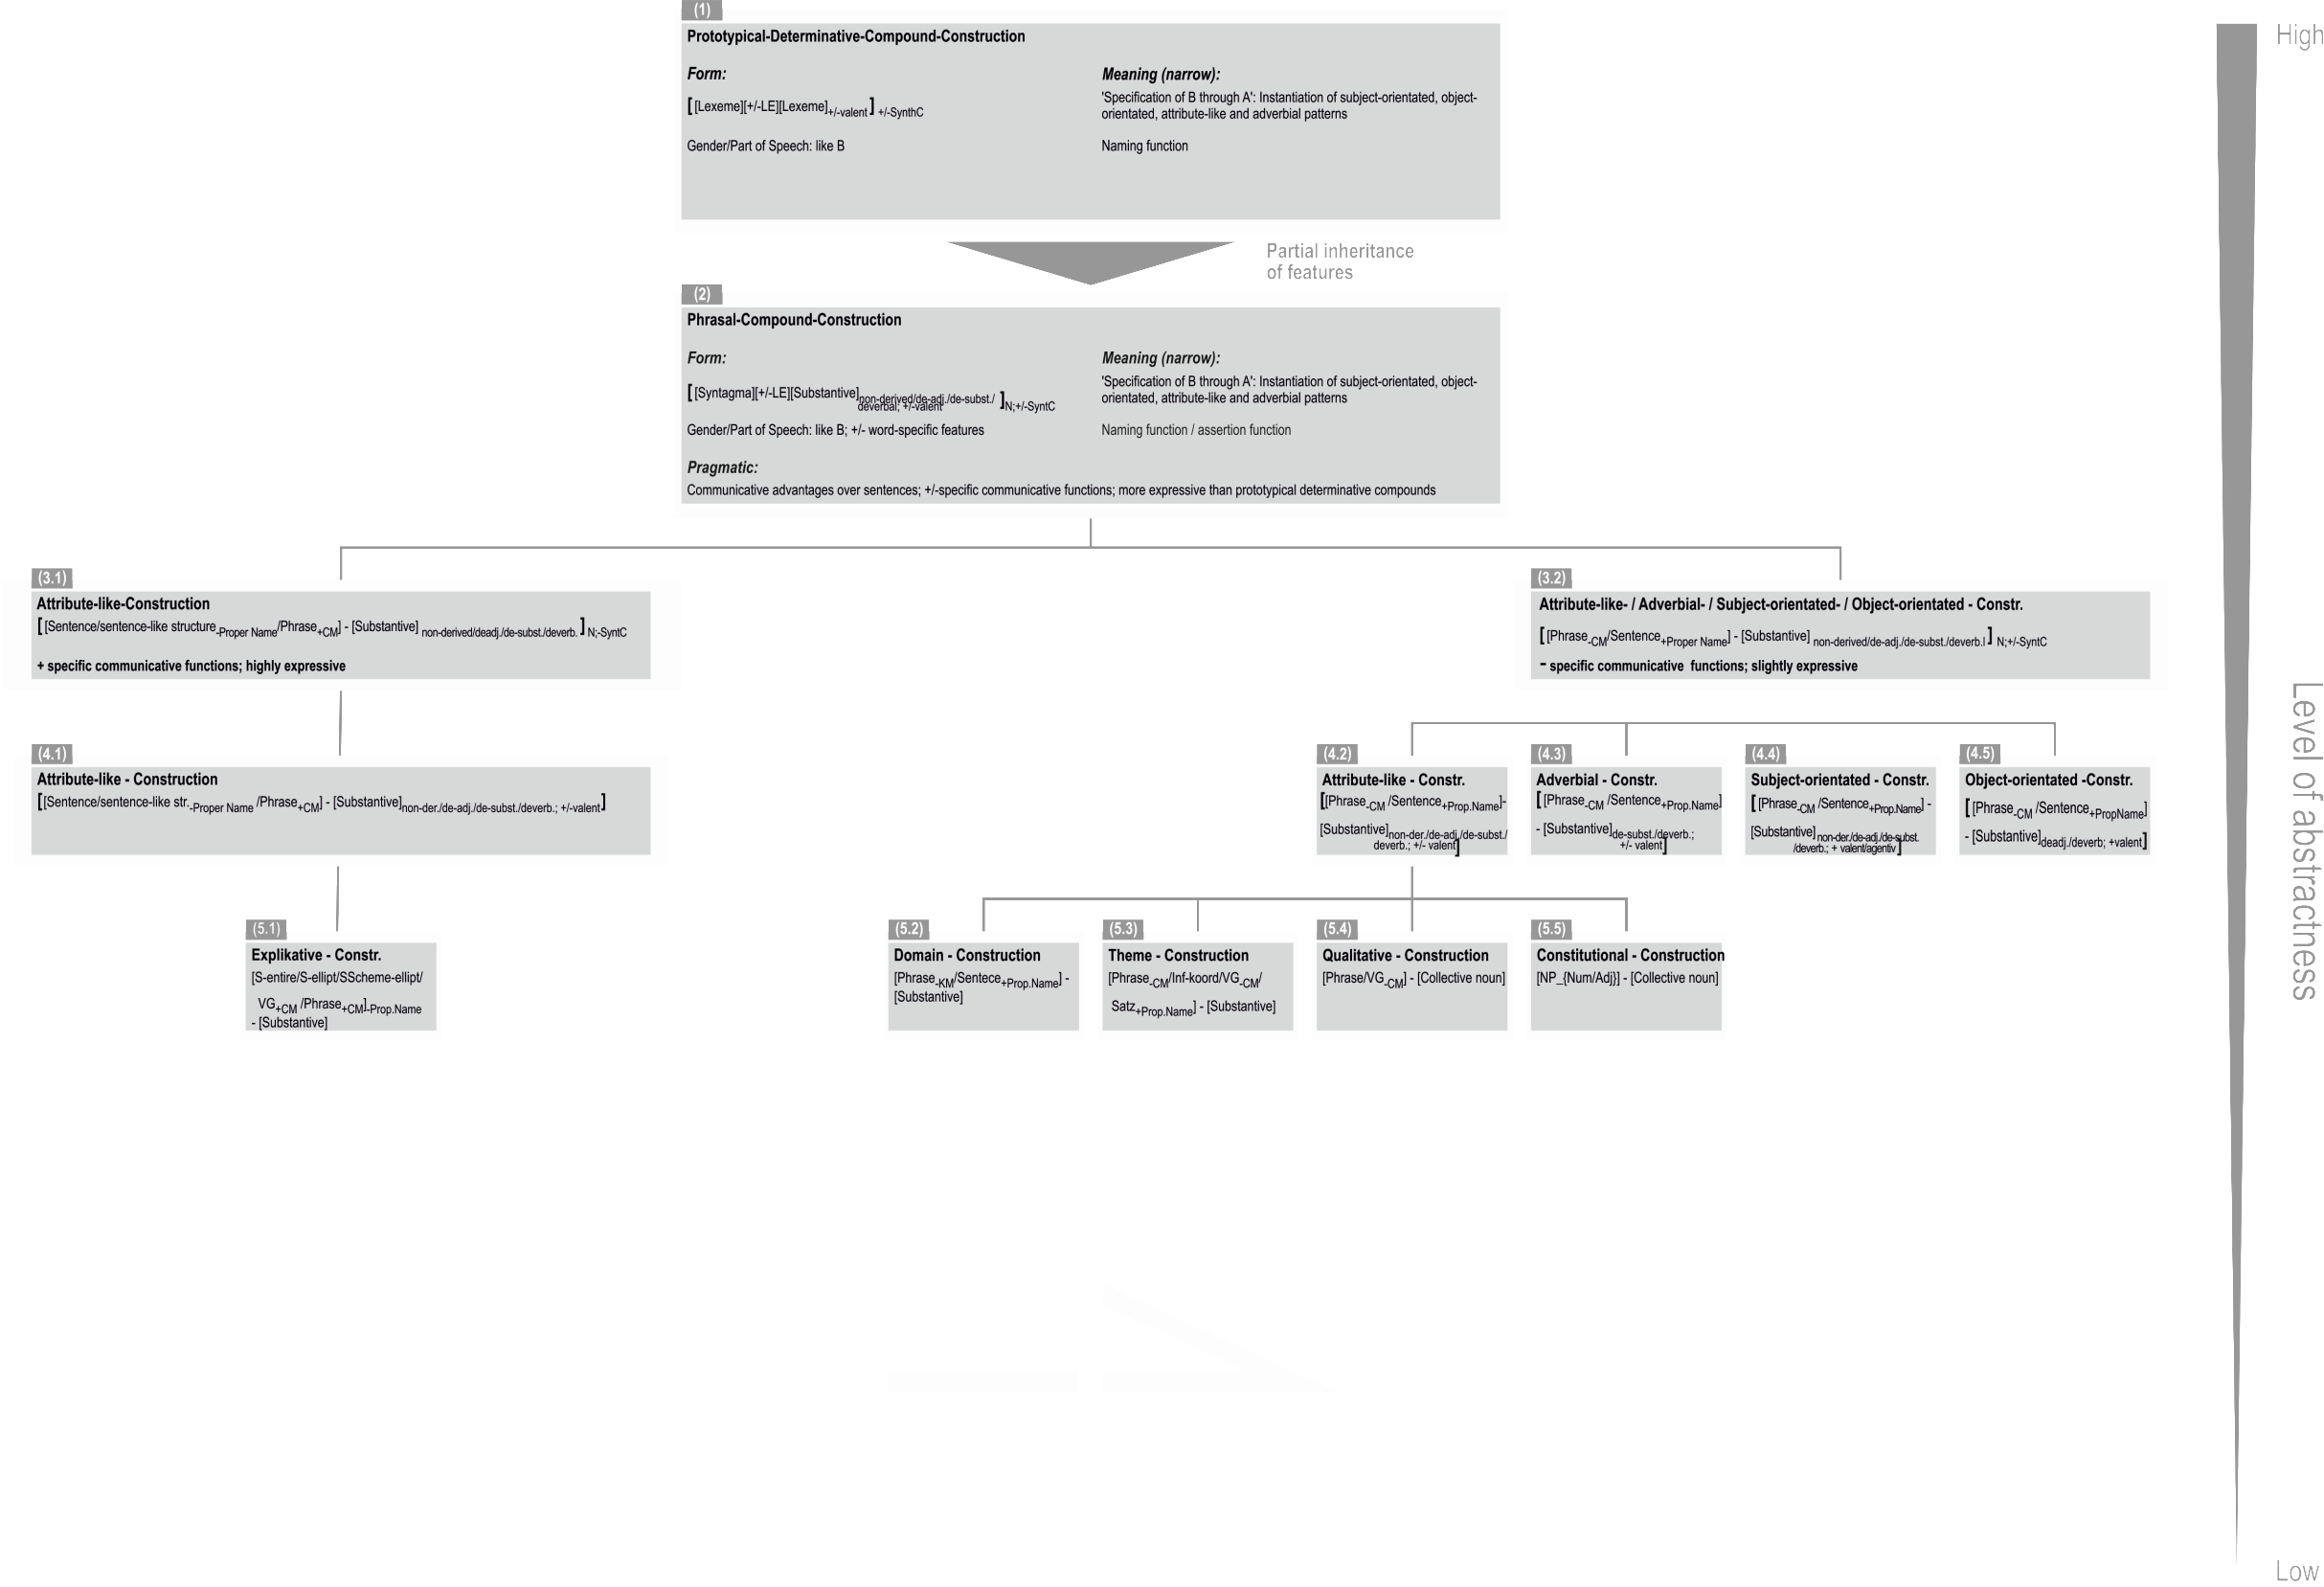 (1)
High
Prototypical-Determinative-Compound-Construction
Form:
Meaning (narrow):
[ [Lexeme][+/-LE][Lexeme]+/-valent ] +/-SynthC
'Specification of B through A': Instantiation of subject-orientated, object-
orientated, attribute-like and adverbial patterns
Gender/Part of Speech: like B
Naming function
Partial inheritance
of features
(2)
Phrasal-Compound-Construction
Form:
Meaning (narrow):
[ [Syntagma][+/-LE][Substantive]non-derived/de-adj./de-subst./
deverbal; +/-valent ]N;+/-SyntC
'Specification of B through A': Instantiation of subject-orientated, object-
orientated, attribute-like and adverbial patterns
Gender/Part of Speech: like B; +/- word-specific features
Naming function / assertion function
Pragmatic:
Communicative advantages over sentences; +/-specific communicative functions; more expressive than prototypical determinative compounds
(3.1)
Attribute-like-Construction
[ [Sentence/sentence-like structure-Proper Name/Phrase+CM] - [Substantive] non-derived/deadj./de-subst./deverb. ] N;-SyntC
+ specific communicative functions; highly expressive
(3.2)
Attribute-like- / Adverbial- / Subject-orientated- / Object-orientated - Constr.
[ [Phrase-CM/Sentence+Proper Name] - [Substantive] non-derived/de-adj./de-subst./deverb.l ] N;+/-SyntC
- specific communicative functions; slightly expressive
Level of abstractness
(4.1)
Attribute-like - Construction
[[Sentence/sentence-like str.-Proper Name /Phrase+CM] - [Substantive]non-der./de-adj./de-subst./deverb.; +/-valent]
(4.2)
Attribute-like - Constr.
[[Phrase-CM /Sentence+Prop.Name]-
[Substantive]non-der./de-adj./de-subst./
deverb.; +/- valent]
(4.3)
Adverbial - Constr.
[ [Phrase-CM /Sentence+Prop.Name]
- [Substantive]de-subst./deverb.;
+/- valent]
(4.4)
Subject-orientated - Constr.
[ [Phrase-CM /Sentence+Prop.Name] -
[Substantive] non-der./de-adj./de-subst.
/deverb.; + valent/agentiv]
(4.5)
Object-orientated -Constr.
[ [Phrase-CM /Sentence+PropName]
- [Substantive]deadj./deverb; +valent]
(5.1)
Explikative - Constr.
[S-entire/S-ellipt/SScheme-ellipt/
VG+CM /Phrase+CM]-Prop.Name
- [Substantive]
(5.2)
Domain - Construction
[Phrase-KM/Sentece+Prop.Name] -
[Substantive]
(5.3)
Theme - Construction
[Phrase-CM/Inf-koord/VG-CM/
Satz+Prop.Name] - [Substantive]
(5.4)
Qualitative - Construction
[Phrase/VG-CM] - [Collective noun]
(5.5)
Constitutional - Construction
[NP_{Num/Adj}] - [Collective noun]
Low